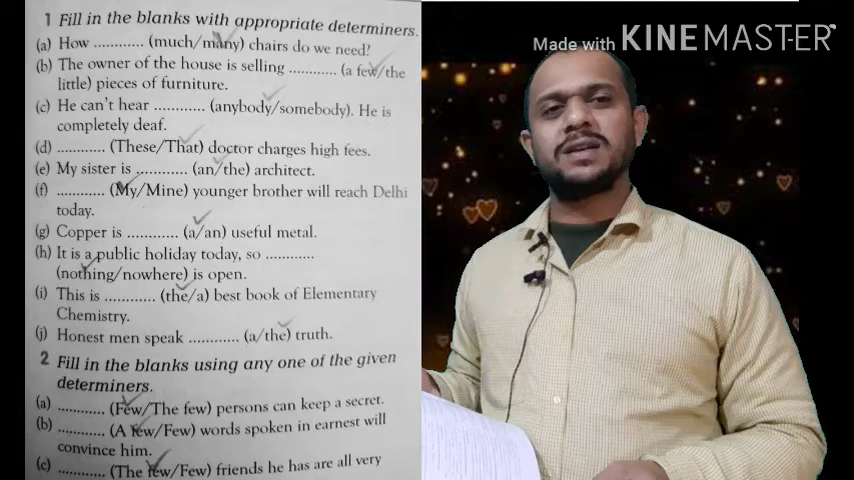 1 Fill in the blanks with appropriate determiners.
(a) How ............ (much/many) chairs do we need?
(b) The owner of the house is selling ............ (a few/the
little) pieces of furniture.
(c) He can't hear ............ (anybody/somebody). He is
completely deaf.
(d) ............ (These/That) doctor charges high fees.
(e) My sister is ............ (an/the) architect.
(f) ............ (My/Mine) younger brother will reach Delhi
today.
(g) Copper is ............ (a/an) useful metal.
(h) It is a public holiday today, so ............
(nothing/nowhere) is open.
(i) This is ............ (the/a) best book of Elementary
Chemistry.
(j) Honest men speak ............ (a/the) truth.
2 Fill in the blanks using any one of the given
determiners.
(a) ............ (Few/The few) persons can keep a secret.
(b) ............ (A few/Few) words spoken in earnest will
convince him.
(c) ............ (The few/Few) friends he has are all very
Made with KINEMASTER